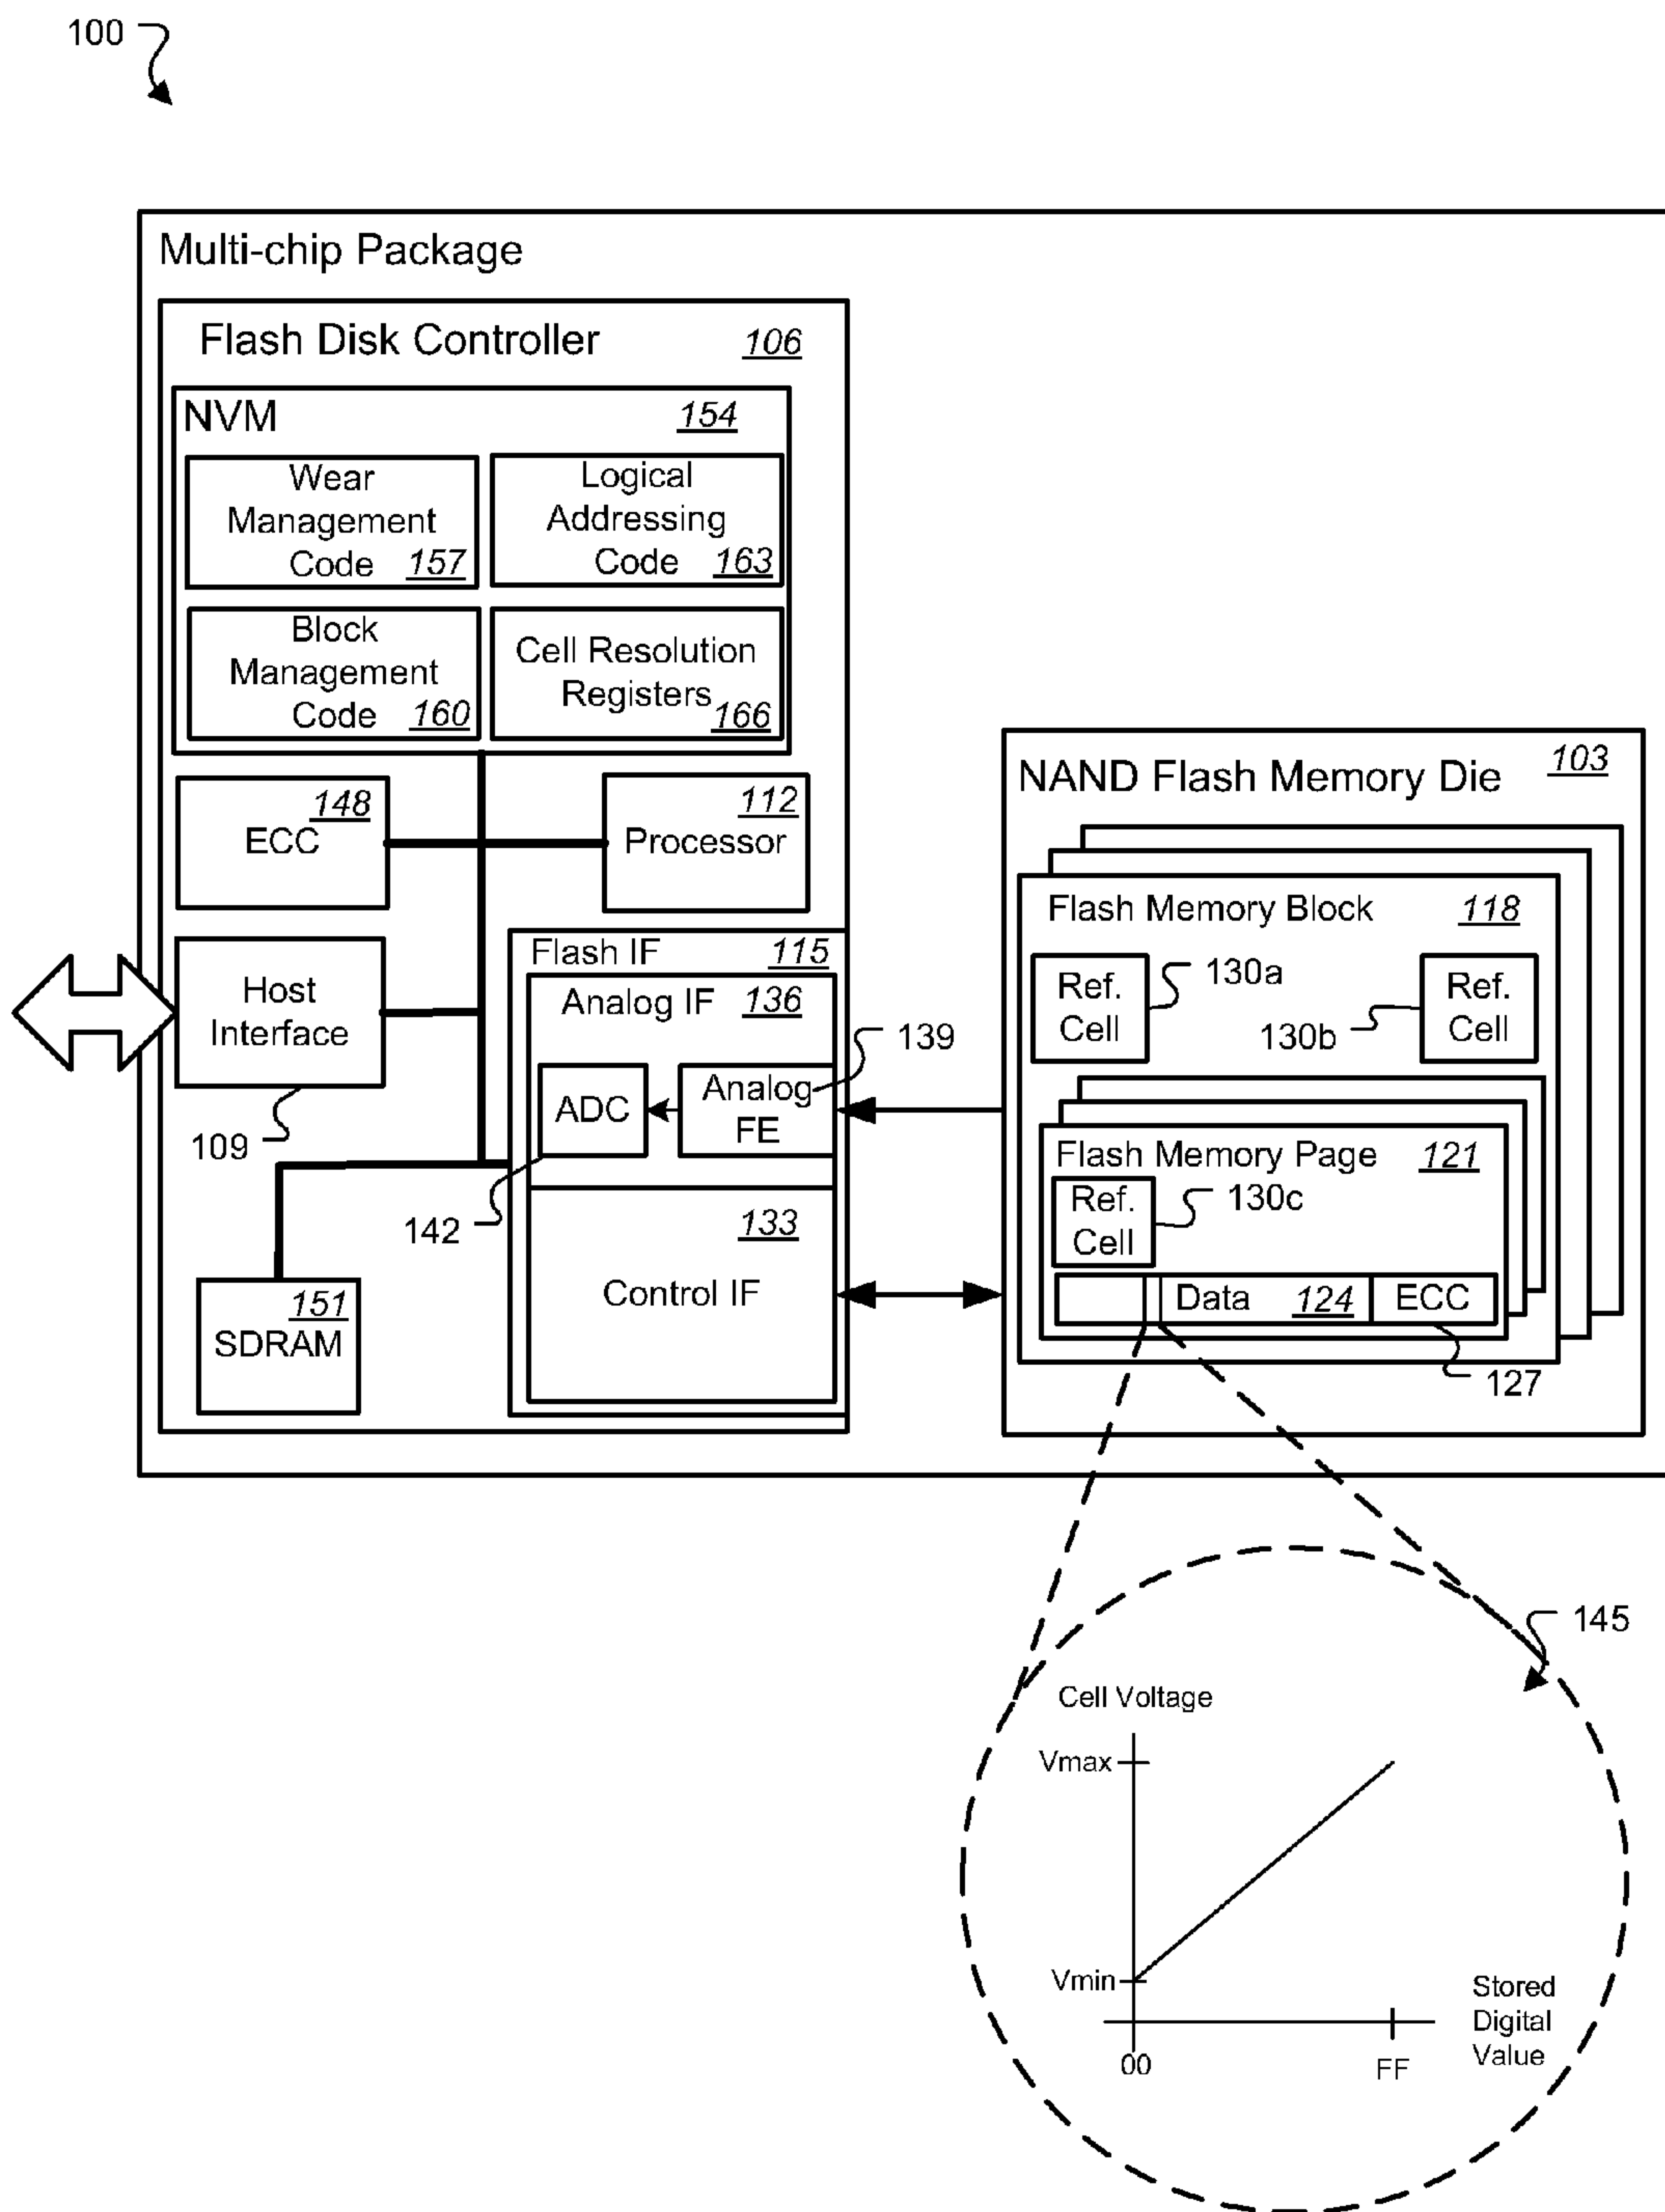 100
Multi-chip Package
Flash Disk Controller 106
NVM 154
Wear
Management
Code 157
Logical
Addressing
Code 163
Block
Management
Code 160
Cell Resolution
Registers 166
148
ECC
112
Processor
Host
Interface
109
Flash IF 115
Analog IF 136
139
ADC
Analog
FE
142
133
Control IF
151
SDRAM
NAND Flash Memory Die 103
Flash Memory Block 118
Ref.
Cell
130a
130b
Ref.
Cell
Flash Memory Page 121
Ref.
Cell
130c
Data 124 ECC
127
145
Cell Voltage
Vmax
Vmin
00
FF
Stored
Digital
Value